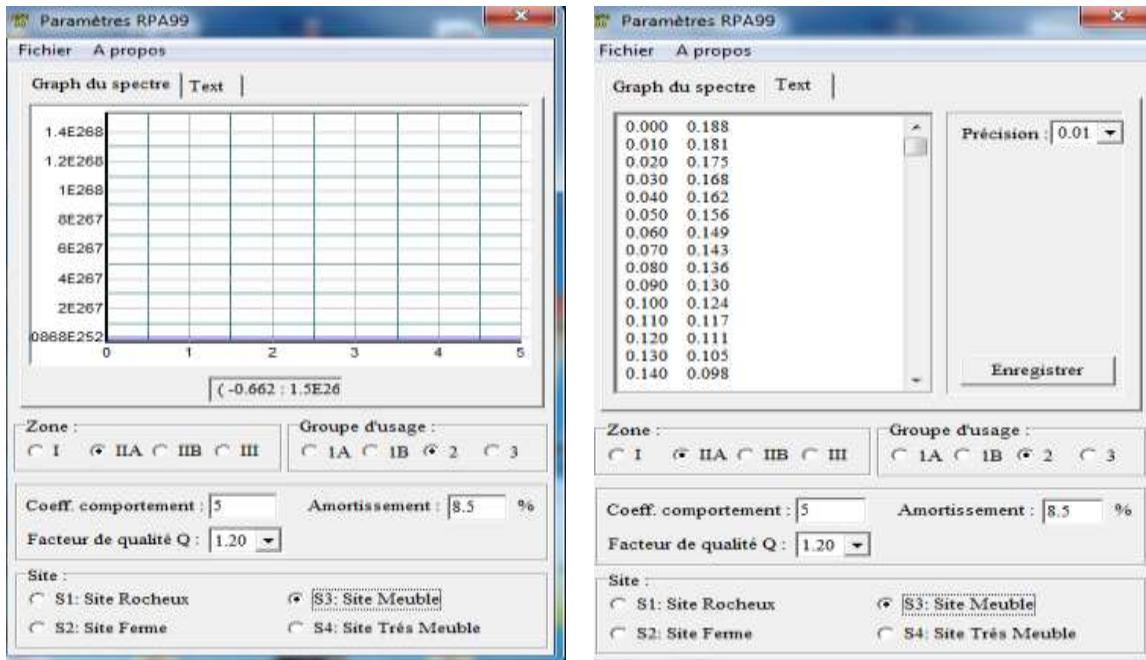 Paramètres RPA99
Fichier A propos
Graph du spectre Text
1.4E268
1.2E268
1E268
8E267
6E267
4E267
2E267
0868E252
0 1 2 3 4 5
( -0.662 : 1.5E26
Zone :
I IIA IIB III
Groupe d'usage :
1A 1B 2 3
Coeff. comportement : 5
Amortissement : 8.5 %
Facteur de qualité Q : 1.20
Site :
S1: Site Rocheux
S3: Site Meuble
S2: Site Ferme
S4: Site Trés Meuble
Paramètres RPA99
Fichier A propos
Graph du spectre Text
0.000 0.188
0.010 0.181
0.020 0.175
0.030 0.168
0.040 0.162
0.050 0.156
0.060 0.149
0.070 0.143
0.080 0.136
0.090 0.130
0.100 0.124
0.110 0.117
0.120 0.111
0.130 0.105
0.140 0.098
Précision : 0.01
Enregistrer
Zone :
I IIA IIB III
Groupe d'usage :
1A 1B 2 3
Coeff. comportement : 5
Amortissement : 8.5 %
Facteur de qualité Q : 1.20
Site :
S1: Site Rocheux
S3: Site Meuble
S2: Site Ferme
S4: Site Trés Meuble